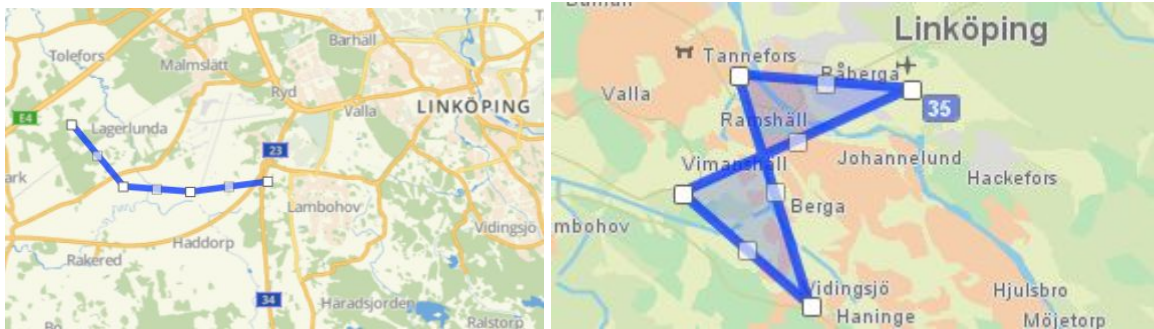 Tolefors
Barhall
Malmslätt
Ryd
LINKÖPING
E4
Lagerlunda
Valla
23
ark
Lambohov
Vidingsjö
Haddorp
Rakered
34
Haradsjorden
Ralstorp
Linköping
Tannefors
Råberga
Valla
35
Ramshäll
Johannelund
Vimanshäll
Hackefors
Berga
mbohov
Vidingsjö
Hjulsbro
Haninge
Möjetorp